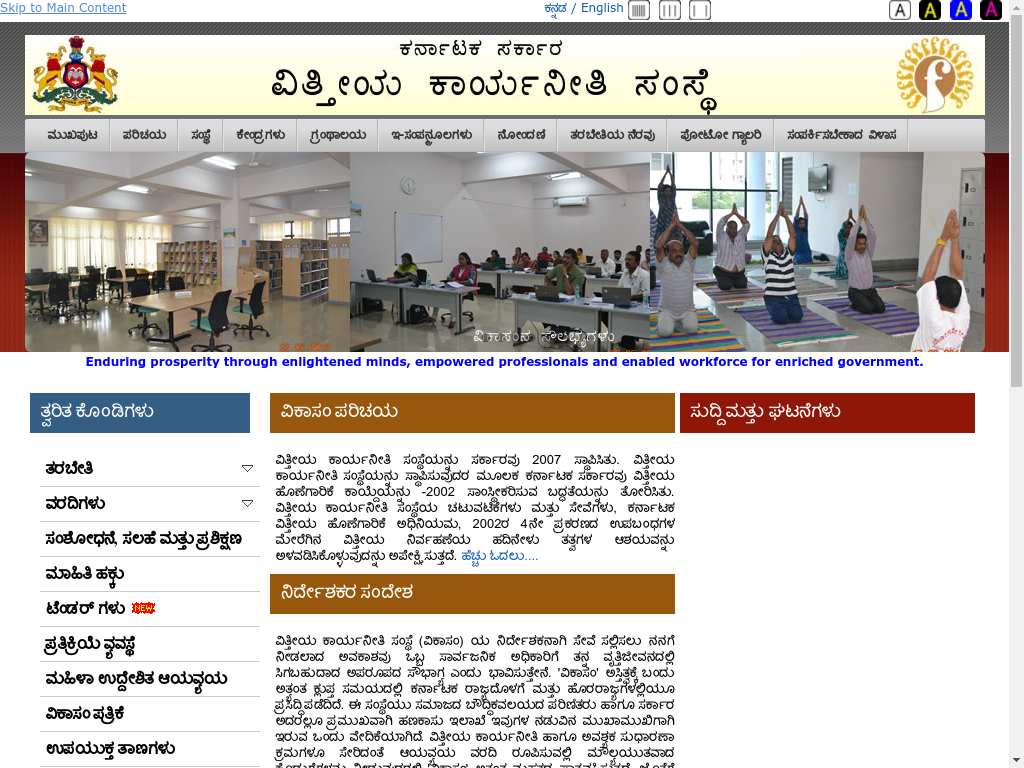 Skip to Main Content
ಕನ್ನಡ / English
A A A A
ಕರ್ನಾಟಕ ಸರ್ಕಾರ
ವಿತ್ತೀಯ ಕಾರ್ಯನೀತಿ ಸಂಸ್ಥೆ
ಮುಖಪುಟ ಪರಿಚಯ ಸಂಸ್ಥೆ ಕೇಂದ್ರಗಳು ಗ್ರಂಥಾಲಯ ಇ-ಸಂಪನ್ಮೂಲಗಳು ನೋಂದಣಿ ತರಬೇತಿಯ ನೆರವು ಫೋಟೋ ಗ್ಯಾಲರಿ ಸಂಪರ್ಕಿಸಬೇಕಾದ ವಿಳಾಸ
ವಿಕಾಸಂನ ಸೌಲಭ್ಯಗಳು
Enduring prosperity through enlightened minds, empowered professionals and enabled workforce for enriched government.
ತ್ವರಿತ ಕೊಂಡಿಗಳು
ತರಬೇತಿ
ವರದಿಗಳು
ಸಂಶೋಧನೆ, ಸಲಹೆ ಮತ್ತು ಪ್ರಶಿಕ್ಷಣ
ಮಾಹಿತಿ ಹಕ್ಕು
ಟೆಂಡರ್ ಗಳು NEW
ಪ್ರತಿಕ್ರಿಯೆ ವ್ಯವಸ್ಥೆ
ಮಹಿಳಾ ಉದ್ದೇಶಿತ ಆಯವ್ಯಯ
ವಿಕಾಸಂ ಪತ್ರಿಕೆ
ಉಪಯುಕ್ತ ತಾಣಗಳು
ವಿಕಾಸಂ ಪರಿಚಯ
ವಿತ್ತೀಯ ಕಾರ್ಯನೀತಿ ಸಂಸ್ಥೆಯನ್ನು ಸರ್ಕಾರವು 2007 ಸ್ಥಾಪಿಸಿತು. ವಿತ್ತೀಯ
ಕಾರ್ಯನೀತಿ ಸಂಸ್ಥೆಯನ್ನು ಸ್ಥಾಪಿಸುವುದರ ಮೂಲಕ ಕರ್ನಾಟಕ ಸರ್ಕಾರವು ವಿತ್ತೀಯ
ಹೊಣೆಗಾರಿಕೆ ಕಾಯ್ದೆಯನ್ನು -2002 ಸಾಂಸ್ಥೀಕರಿಸುವ ಬದ್ಧತೆಯನ್ನು ತೋರಿಸಿತು.
ವಿತ್ತೀಯ ಕಾರ್ಯನೀತಿ ಸಂಸ್ಥೆಯ ಚಟುವಟಿಕೆಗಳು ಮತ್ತು ಸೇವೆಗಳು, ಕರ್ನಾಟಕ
ವಿತ್ತೀಯ ಹೊಣೆಗಾರಿಕೆ ಅಧಿನಿಯಮ, 2002ರ 4ನೇ ಪ್ರಕರಣದ ಉಪಬಂಧಗಳ
ಮೇರೆಗಿನ ವಿತ್ತೀಯ ನಿರ್ವಹಣೆಯ ಹದಿನೇಳು ತತ್ವಗಳ ಆಶಯವನ್ನು
ಅಳವಡಿಸಿಕೊಳ್ಳುವುದನ್ನು ಅಪೇಕ್ಷಿಸುತ್ತದೆ. ಹೆಚ್ಚು ಓದಲು....
ನಿರ್ದೇಶಕರ ಸಂದೇಶ
ವಿತ್ತೀಯ ಕಾರ್ಯನೀತಿ ಸಂಸ್ಥೆ (ವಿಕಾಸಂ) ಯ ನಿರ್ದೇಶಕನಾಗಿ ಸೇವೆ ಸಲ್ಲಿಸಲು ನನಗೆ
ನೀಡಲಾದ ಅವಕಾಶವು ಒಬ್ಬ ಸಾರ್ವಜನಿಕ ಅಧಿಕಾರಿಗೆ ತನ್ನ ವೃತ್ತಿಜೀವನದಲ್ಲಿ
ಸಿಗಬಹುದಾದ ಅಪರೂಪದ ಸೌಭಾಗ್ಯ ಎಂದು ಭಾವಿಸುತ್ತೇನೆ. 'ವಿಕಾಸಂ' ಅಸ್ತಿತ್ವಕ್ಕೆ ಬಂದು
ಅತ್ಯಂತ ಕ್ಲುಪ್ತ ಸಮಯದಲ್ಲಿ ಕರ್ನಾಟಕ ರಾಜ್ಯದೊಳಗೆ ಮತ್ತು ಹೊರರಾಜ್ಯಗಳಲ್ಲಿಯೂ
ಪ್ರಸಿದ್ಧಿಪಡೆದಿದೆ. ಈ ಸಂಸ್ಥೆಯು ಸಮಾಜದ ಬೌದ್ಧಿಕವಲಯದ ಪರಿಣಿತರು ಹಾಗೂ ಸರ್ಕಾರ
ಅದರಲ್ಲೂ ಪ್ರಮುಖವಾಗಿ ಹಣಕಾಸು ಇಲಾಖೆ ಇವುಗಳ ನಡುವಿನ ಮುಖಾಮುಖಿಗಾಗಿ
ಇರುವ ಒಂದು ವೇದಿಕೆಯಾಗಿದೆ. ವಿತ್ತೀಯ ಕಾರ್ಯನೀತಿ ಹಾಗೂ ಅವಶ್ಯಕ ಸುಧಾರಣಾ
ಕ್ರಮಗಳೂ ಸೇರಿದಂತೆ ಆಯವ್ಯಯ ವರದಿ ರೂಪಿಸುವಲ್ಲಿ ಮೌಲ್ಯಯುತವಾದ
ಸುದ್ದಿ ಮತ್ತು ಘಟನೆಗಳು